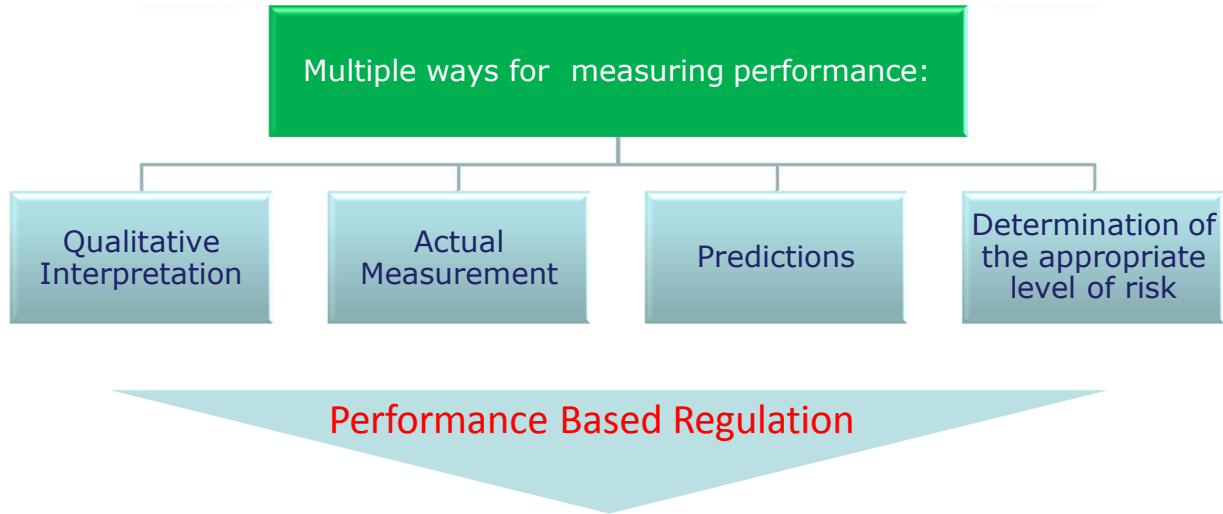 Multiple ways for  measuring performance:
Qualitative
Interpretation
Actual
Measurement
Predictions
Determination of
the appropriate
level of risk
Performance Based Regulation